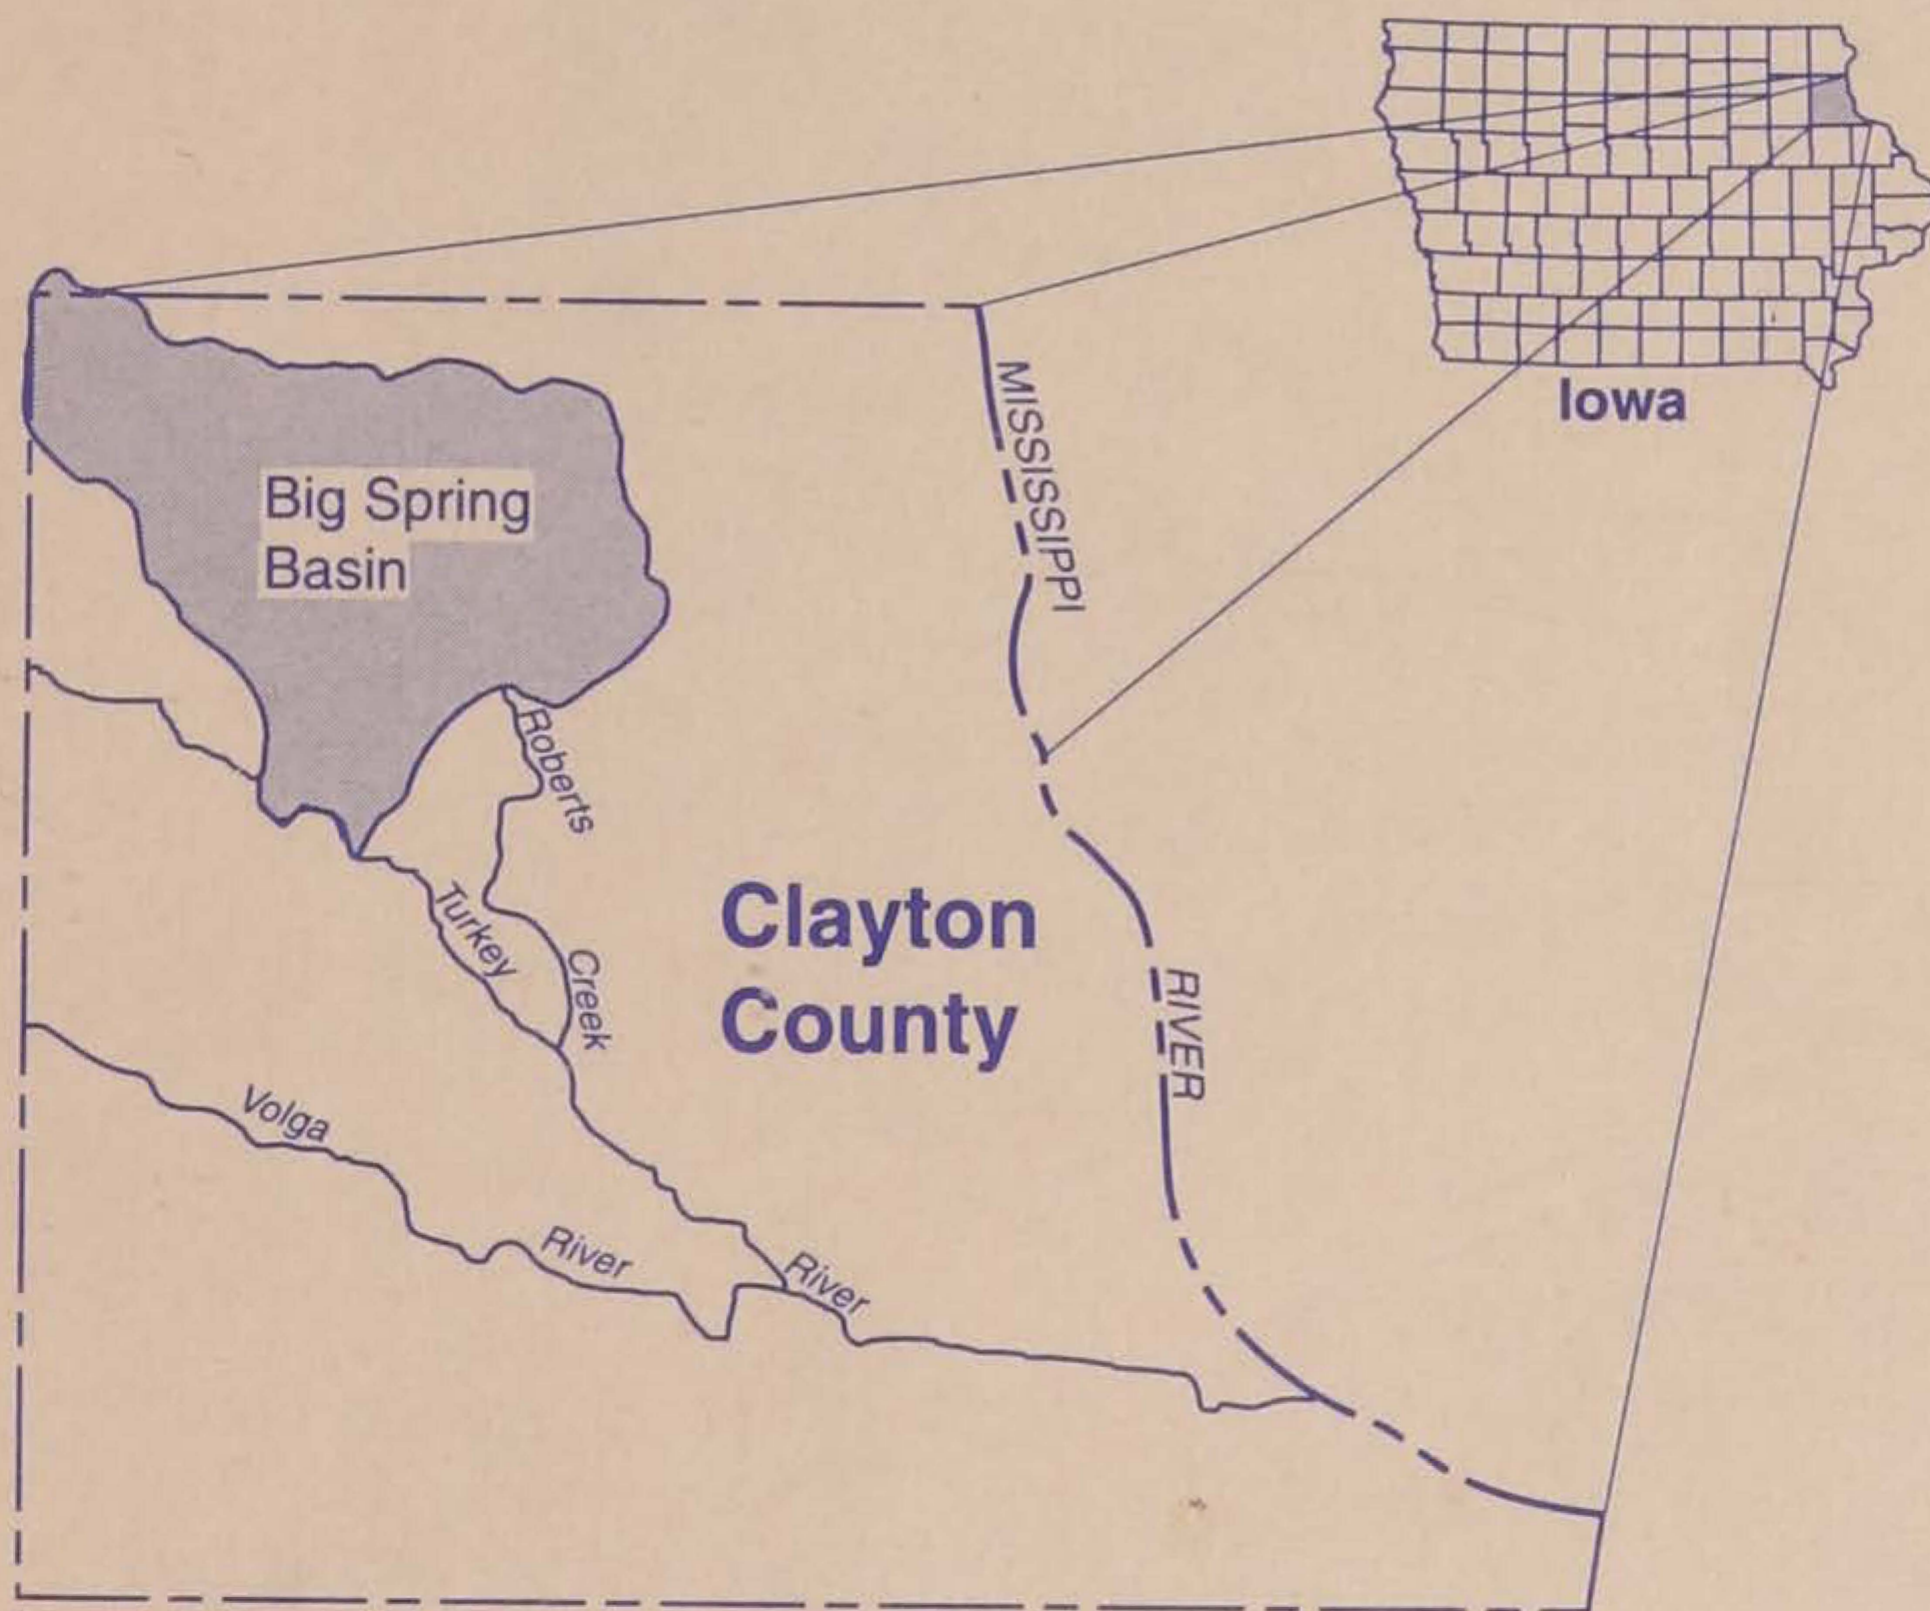 Iowa
MISSISSIPPI
RIVER
Big Spring
Basin
Roberts
Creek
Turkey
River
Clayton
County
Volga
River